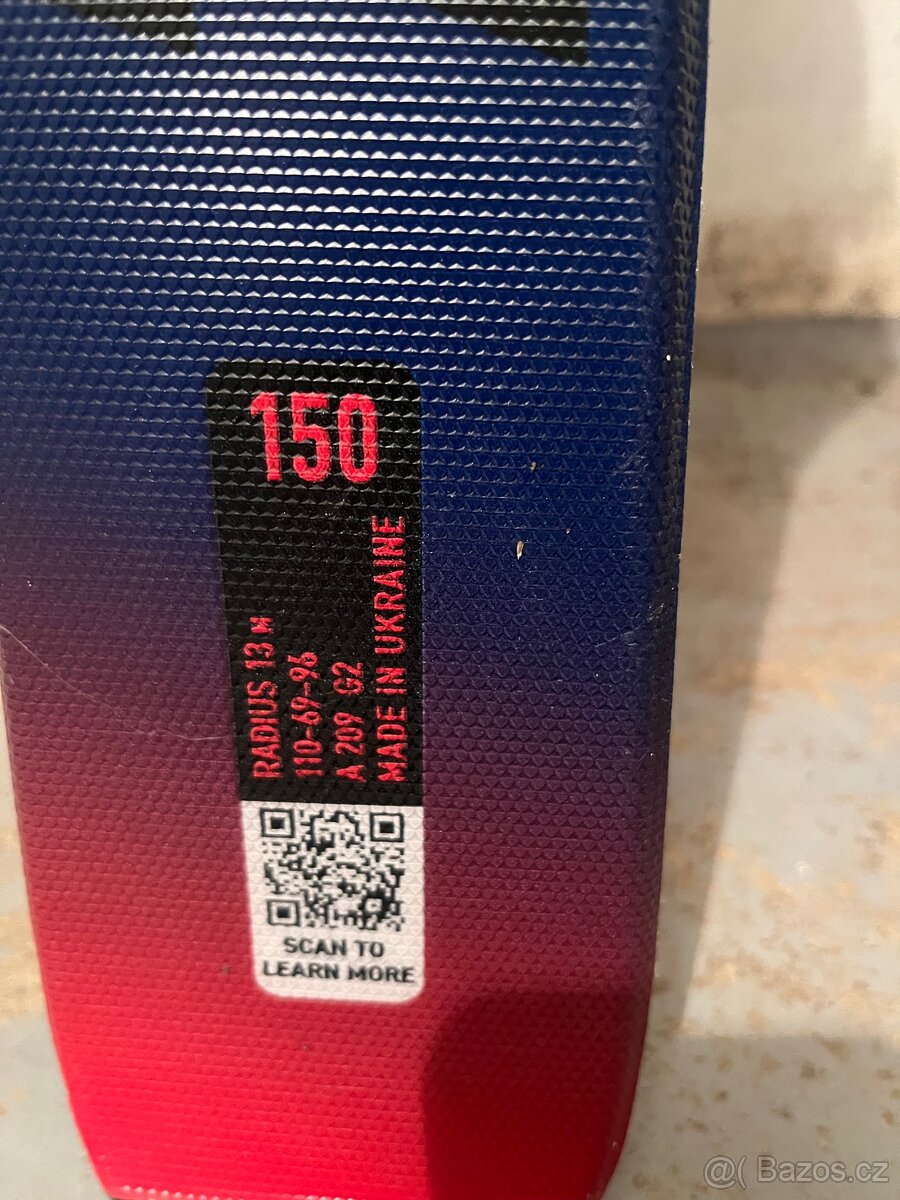 150
RADIUS 13 M
110-69-96
A 209 G2
MADE IN UKRAINE
SCAN TO
LEARN MORE
@( Bazos.cz